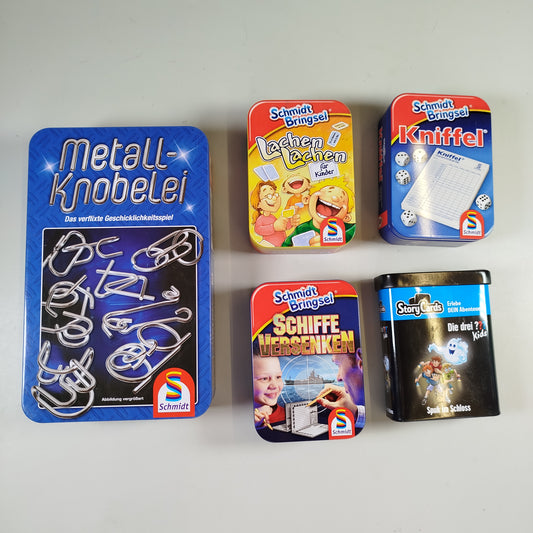 Metall-
Knobelei
Das verflixte Geschicklichkeitsspiel
Abbildung vergrößert
S
Schmidt
Schmidt
Bringsel
Lachen
Lachen
für
Kinder
S
Schmidt
Schmidt
Bringsel
Kniffel
Kniffel
S
Schmidt
Schmidt
Bringsel
SCHIFFE
VERSENKEN
S
Schmidt
StoryCards
Erlebe
DEIN Abenteuer
Die drei ???
Kids
Spuk im Schloss